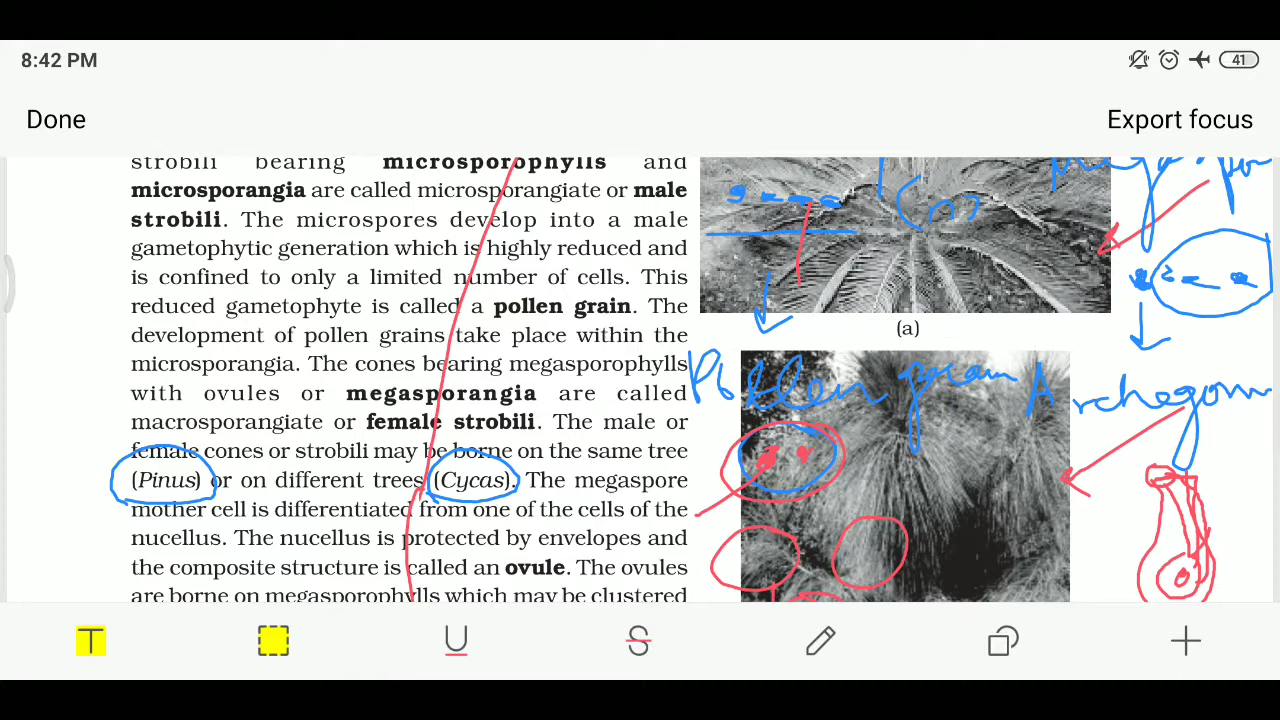 8:42 PM
41
Done
Export focus
strobili bearing microsporophylls and
microsporangia are called microsporangiate or male
strobili. The microspores develop into a male
gametophytic generation which is highly reduced and
is confined to only a limited number of cells. This
reduced gametophyte is called a pollen grain. The
development of pollen grains take place within the
microsporangia. The cones bearing megasporophylls
with ovules or megasporangia are called
macrosporangiate or female strobili. The male or
female cones or strobili may be borne on the same tree
(Pinus) or on different trees (Cycas). The megaspore
mother cell is differentiated from one of the cells of the
nucellus. The nucellus is protected by envelopes and
the composite structure is called an ovule. The ovules
are borne on megasporophylls which may be clustered
(a)
Pollen grain
T
U
S